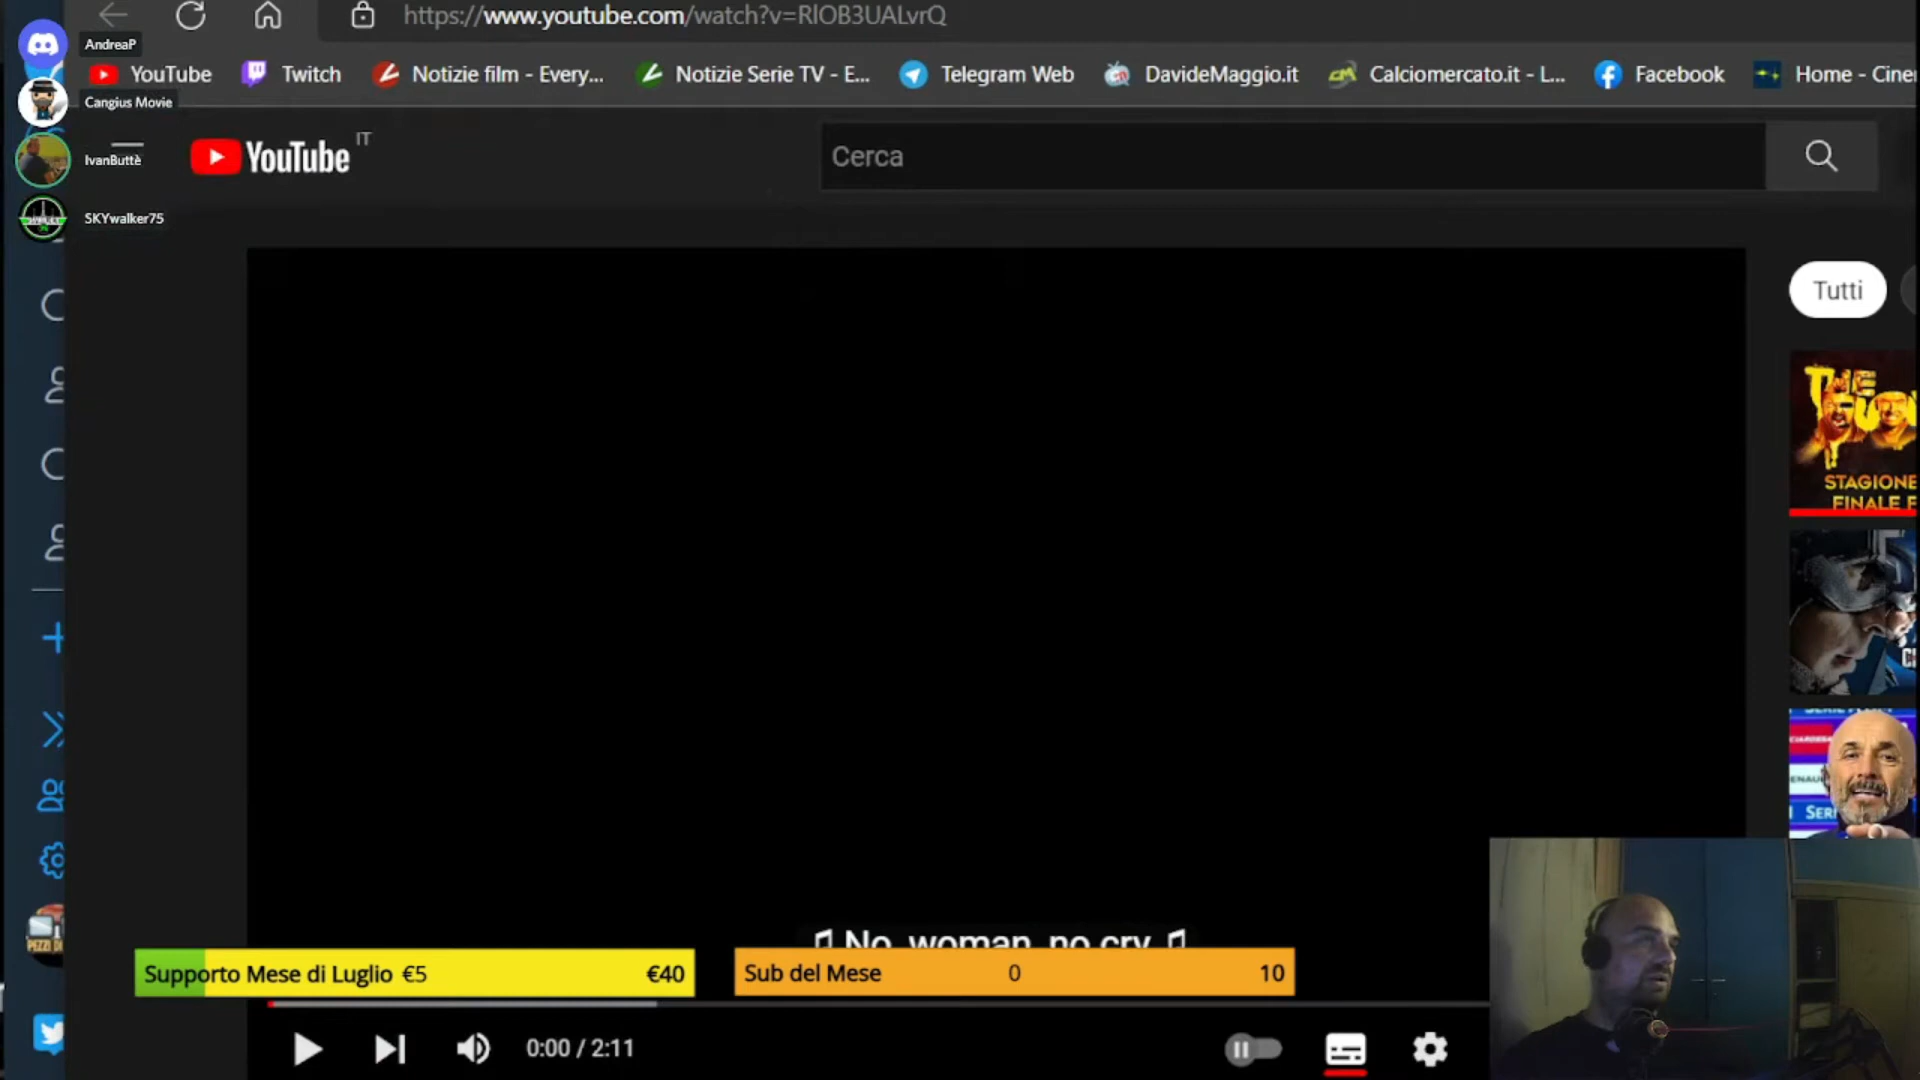 https://www.youtube.com/watch?v=RlOB3UALvrQ
AndreaP
YouTube
Twitch
Notizie film - Every...
Notizie Serie TV - E...
Telegram Web
DavideMaggio.it
Calciomercato.it - L...
Facebook
Home - Cine
Cangius Movie
IvanButtè
SKYwalker75
YouTube IT
Cerca
Tutti
THE
STAGIONE
FINALE
♫ No, woman, no cry ♫
Supporto Mese di Luglio €5 €40
Sub del Mese 0 10
0:00 / 2:11